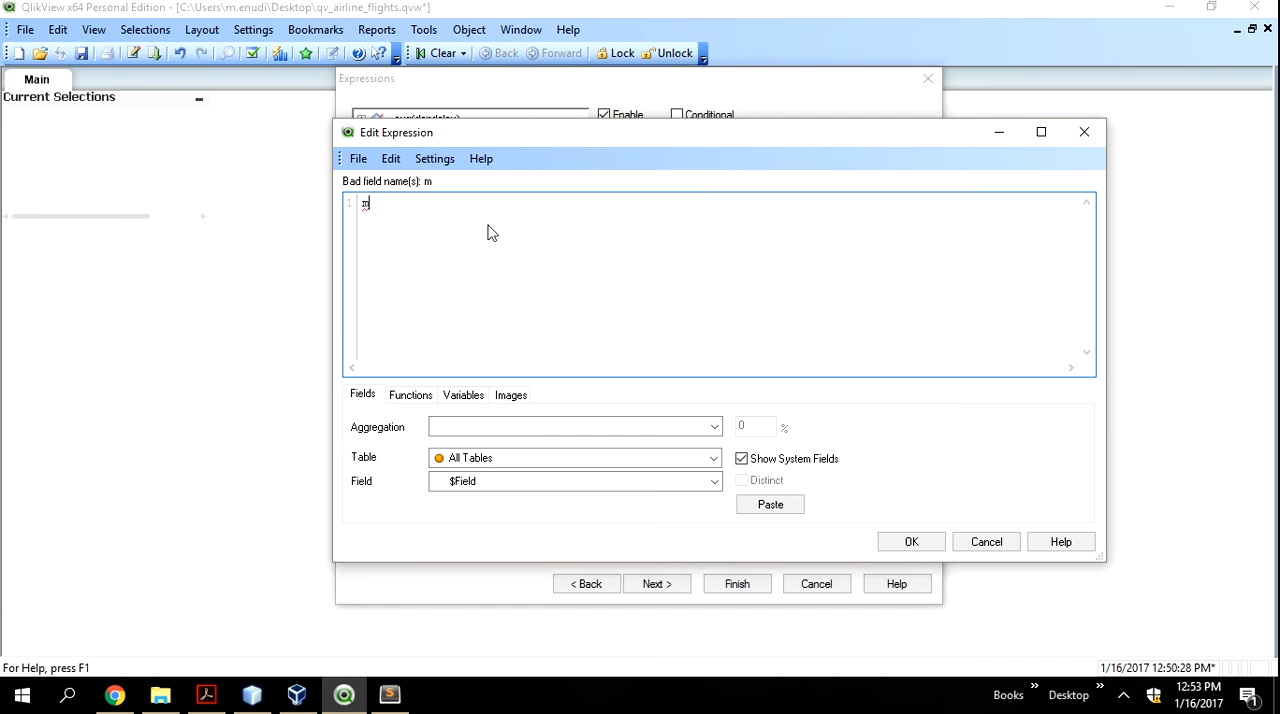 QlikView x64 Personal Edition - [C:\Users\m.enudi\Desktop\qv_airline_flights.qvw*]
File Edit View Selections Layout Settings Bookmarks Reports Tools Object Window Help
Clear Back Forward Lock Unlock
Main
Current Selections
Expressions
Enable Conditional
Edit Expression
File Edit Settings Help
Bad field name(s): m
1 m
Fields Functions Variables Images
Aggregation 0 %
Table All Tables Show System Fields
Field $Field Distinct
Paste
OK Cancel Help
< Back Next > Finish Cancel Help
For Help, press F1 1/16/2017 12:50:28 PM*
Books » Desktop » 12:53 PM
1/16/2017 1